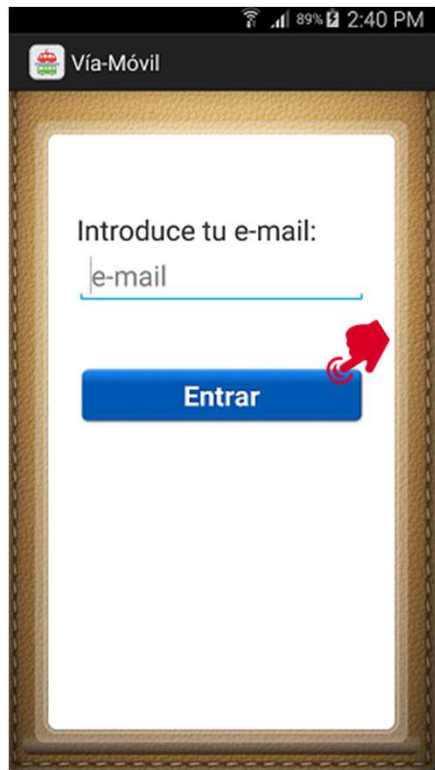 89% 2:40 PM
Vía-Móvil
Introduce tu e-mail:
e-mail
Entrar